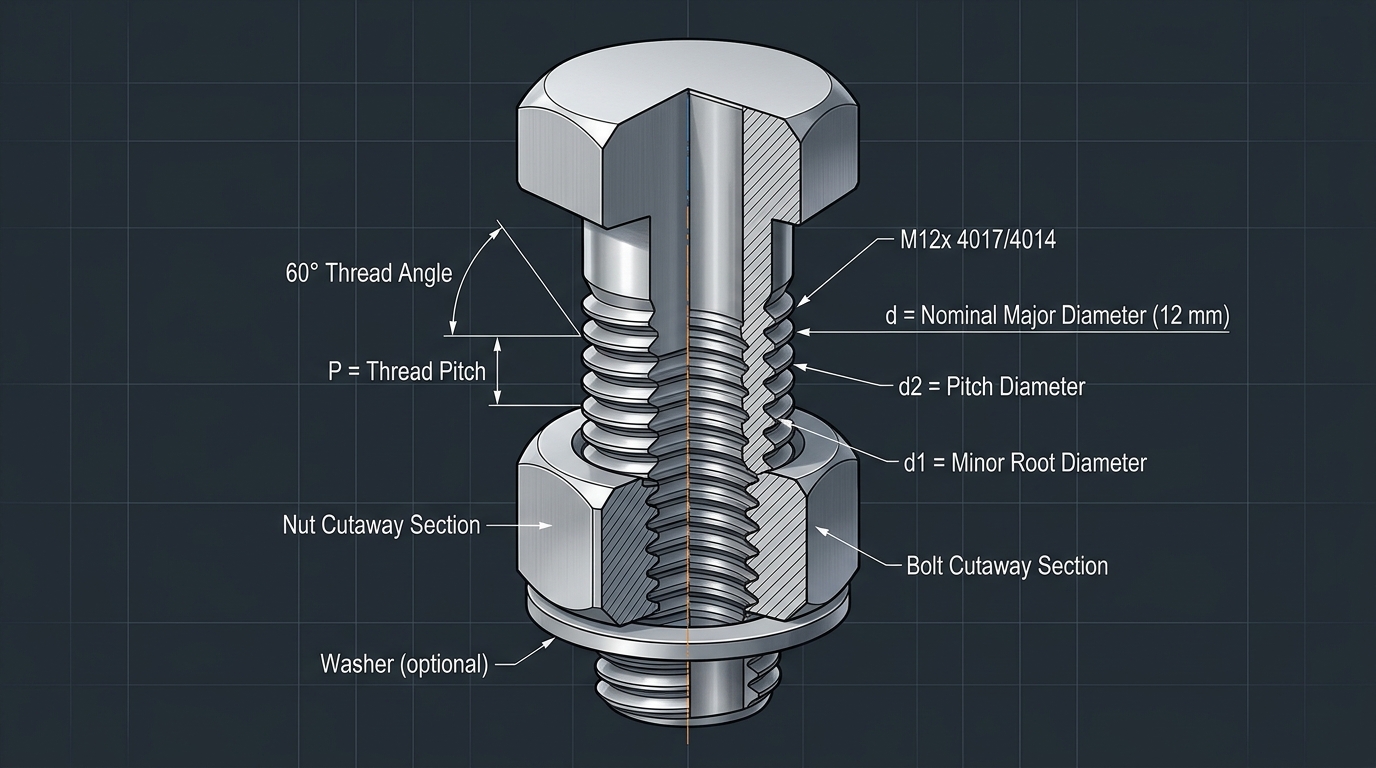 M12x 4017/4014
60° Thread Angle
d = Nominal Major Diameter (12 mm)
P = Thread Pitch
d2 = Pitch Diameter
d1 = Minor Root Diameter
Nut Cutaway Section
Bolt Cutaway Section
Washer (optional)